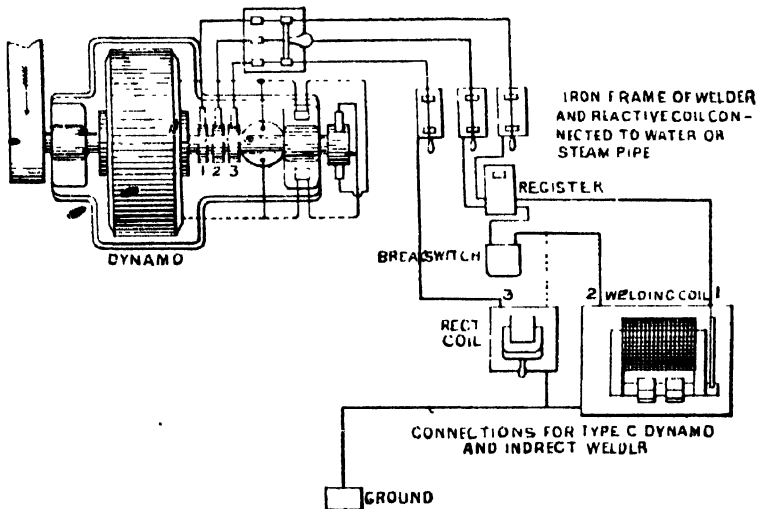 1 2 3
DYNAMO
IRON FRAME OF WELDER
AND REACTIVE COIL CON-
NECTED TO WATER OR
STEAM PIPE
REGISTER
BREAKSWITCH
3
2 WELDING COIL 1
RECT
COIL
CONNECTIONS FOR TYPE C DYNAMO
AND INDRECT WELDER
GROUND